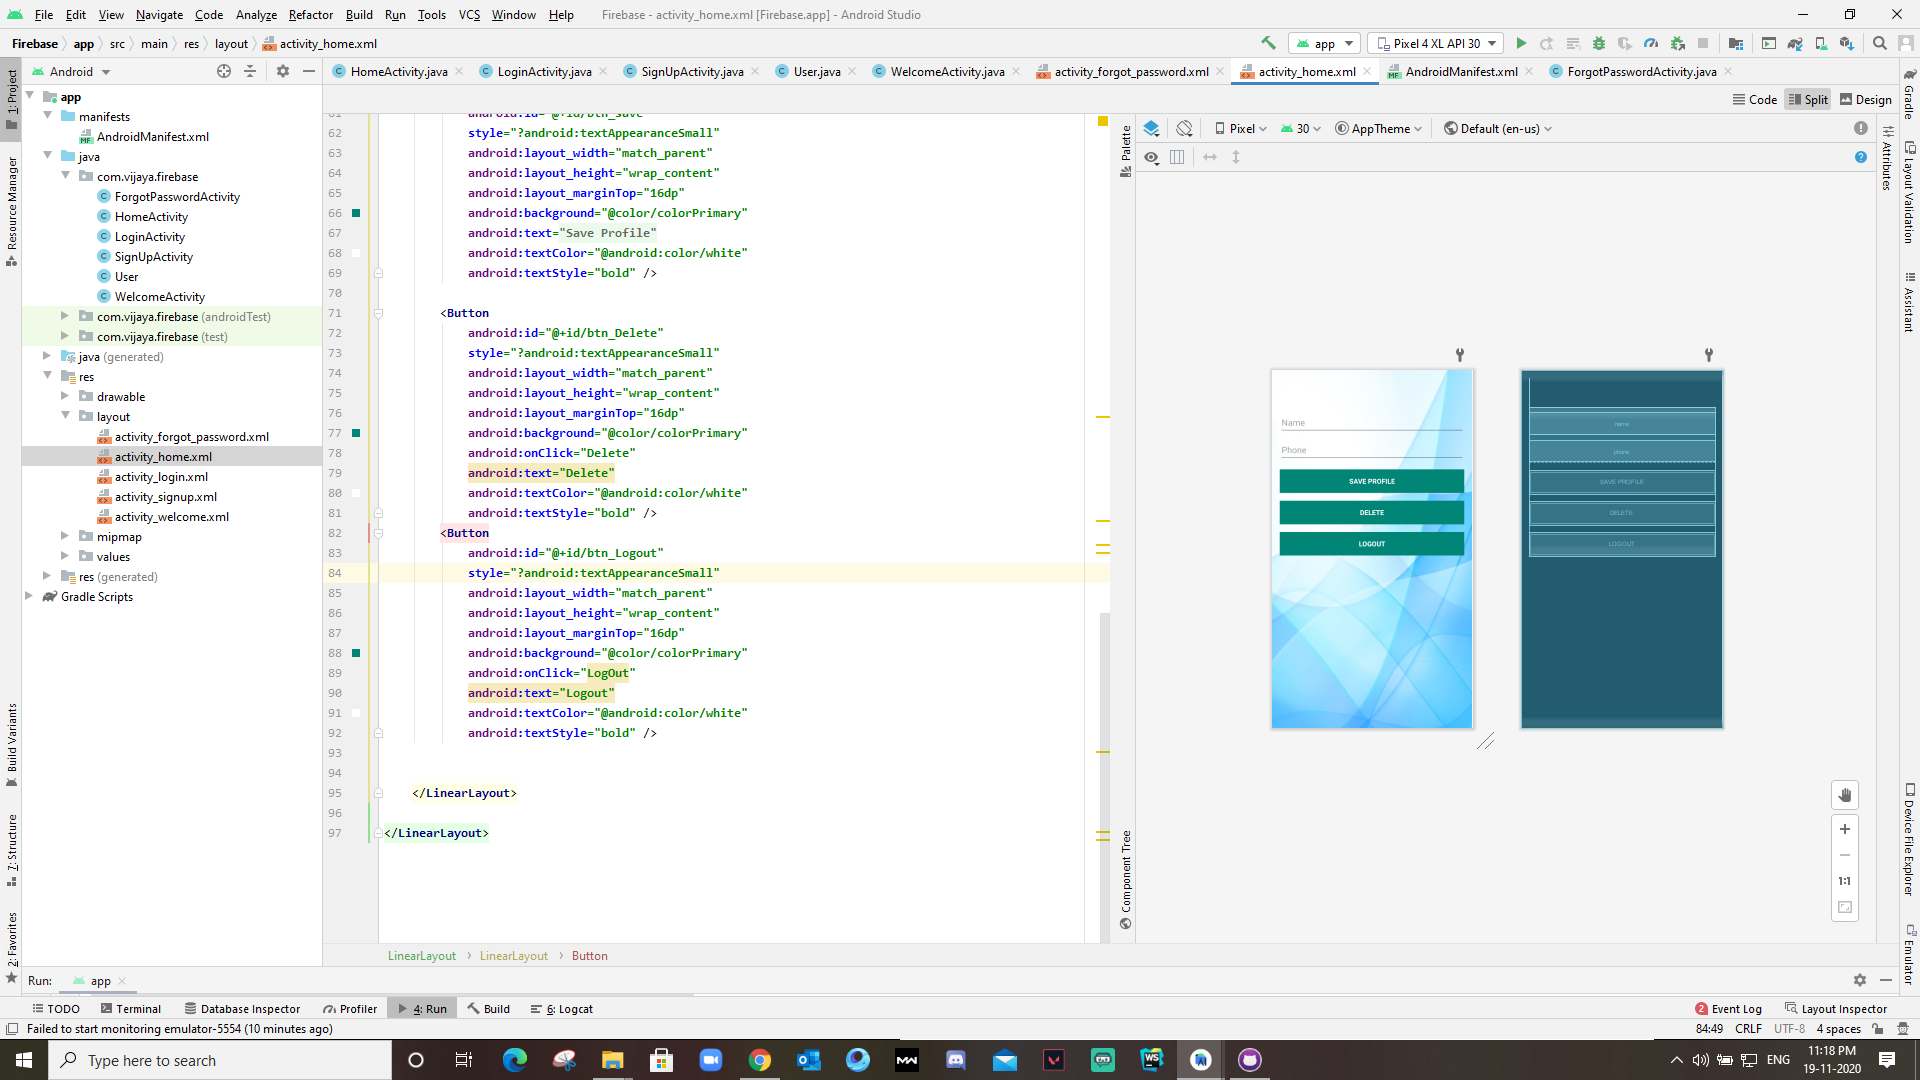 File Edit View Navigate Code Analyze Refactor Build Run Tools VCS Window Help Firebase - activity_home.xml [Firebase.app] - Android Studio
Firebase app src main res layout activity_home.xml app Pixel 4 XL API 30
Android HomeActivity.java LoginActivity.java SignUpActivity.java User.java WelcomeActivity.java activity_forgot_password.xml activity_home.xml AndroidManifest.xml ForgotPasswordActivity.java
Code Split Design
1: Project
Resource Manager
Build Variants
7: Structure
2: Favorites
app
manifests
AndroidManifest.xml
java
com.vijaya.firebase
ForgotPasswordActivity
HomeActivity
LoginActivity
SignUpActivity
User
WelcomeActivity
com.vijaya.firebase (androidTest)
com.vijaya.firebase (test)
java (generated)
res
drawable
layout
activity_forgot_password.xml
activity_home.xml
activity_login.xml
activity_signup.xml
activity_welcome.xml
mipmap
values
res (generated)
Gradle Scripts
61 android:id="@+id/btn_save"
62 style="?android:textAppearanceSmall"
63 android:layout_width="match_parent"
64 android:layout_height="wrap_content"
65 android:layout_marginTop="16dp"
66 android:background="@color/colorPrimary"
67 android:text="Save Profile"
68 android:textColor="@android:color/white"
69 android:textStyle="bold" />
70
71 <Button
72 android:id="@+id/btn_Delete"
73 style="?android:textAppearanceSmall"
74 android:layout_width="match_parent"
75 android:layout_height="wrap_content"
76 android:layout_marginTop="16dp"
77 android:background="@color/colorPrimary"
78 android:onClick="Delete"
79 android:text="Delete"
80 android:textColor="@android:color/white"
81 android:textStyle="bold" />
82 <Button
83 android:id="@+id/btn_Logout"
84 style="?android:textAppearanceSmall"
85 android:layout_width="match_parent"
86 android:layout_height="wrap_content"
87 android:layout_marginTop="16dp"
88 android:background="@color/colorPrimary"
89 android:onClick="LogOut"
90 android:text="Logout"
91 android:textColor="@android:color/white"
92 android:textStyle="bold" />
93
94
95 </LinearLayout>
96
97 </LinearLayout>
LinearLayout LinearLayout Button
Palette
Component Tree
Pixel 30 AppTheme Default (en-us)
Name
Phone
SAVE PROFILE
DELETE
LOGOUT
name
phone
SAVE PROFILE
DELETE
LOGOUT
1:1
Attributes
Gradle
Layout Validation
Assistant
Device File Explorer
Emulator
Run: app
TODO Terminal Database Inspector Profiler 4: Run Build 6: Logcat 2 Event Log Layout Inspector
Failed to start monitoring emulator-5554 (10 minutes ago) 84:49 CRLF UTF-8 4 spaces
Type here to search WS ENG 11:18 PM
19-11-2020